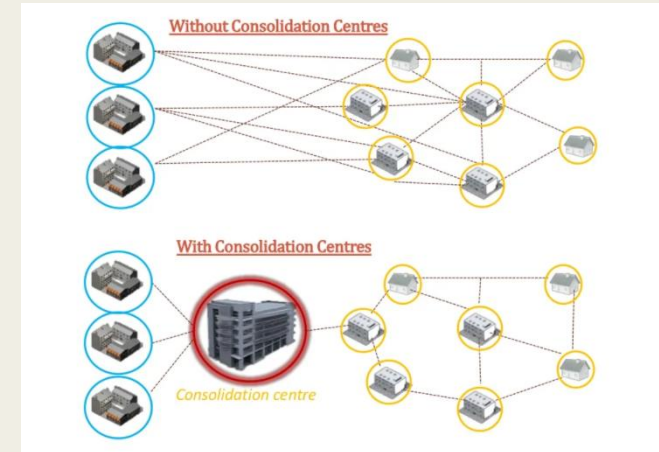 Without Consolidation Centres
With Consolidation Centres
Consolidation centre